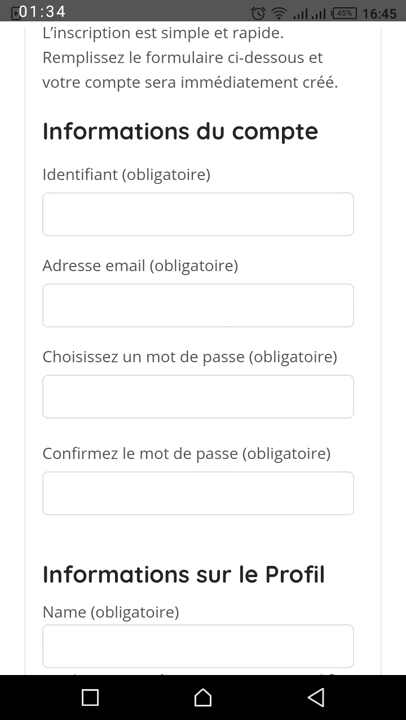 01:34
45%
16:45
L'inscription est simple et rapide.
Remplissez le formulaire ci-dessous et
votre compte sera immédiatement créé.
Informations du compte
Identifiant (obligatoire)
Adresse email (obligatoire)
Choisissez un mot de passe (obligatoire)
Confirmez le mot de passe (obligatoire)
Informations sur le Profil
Name (obligatoire)